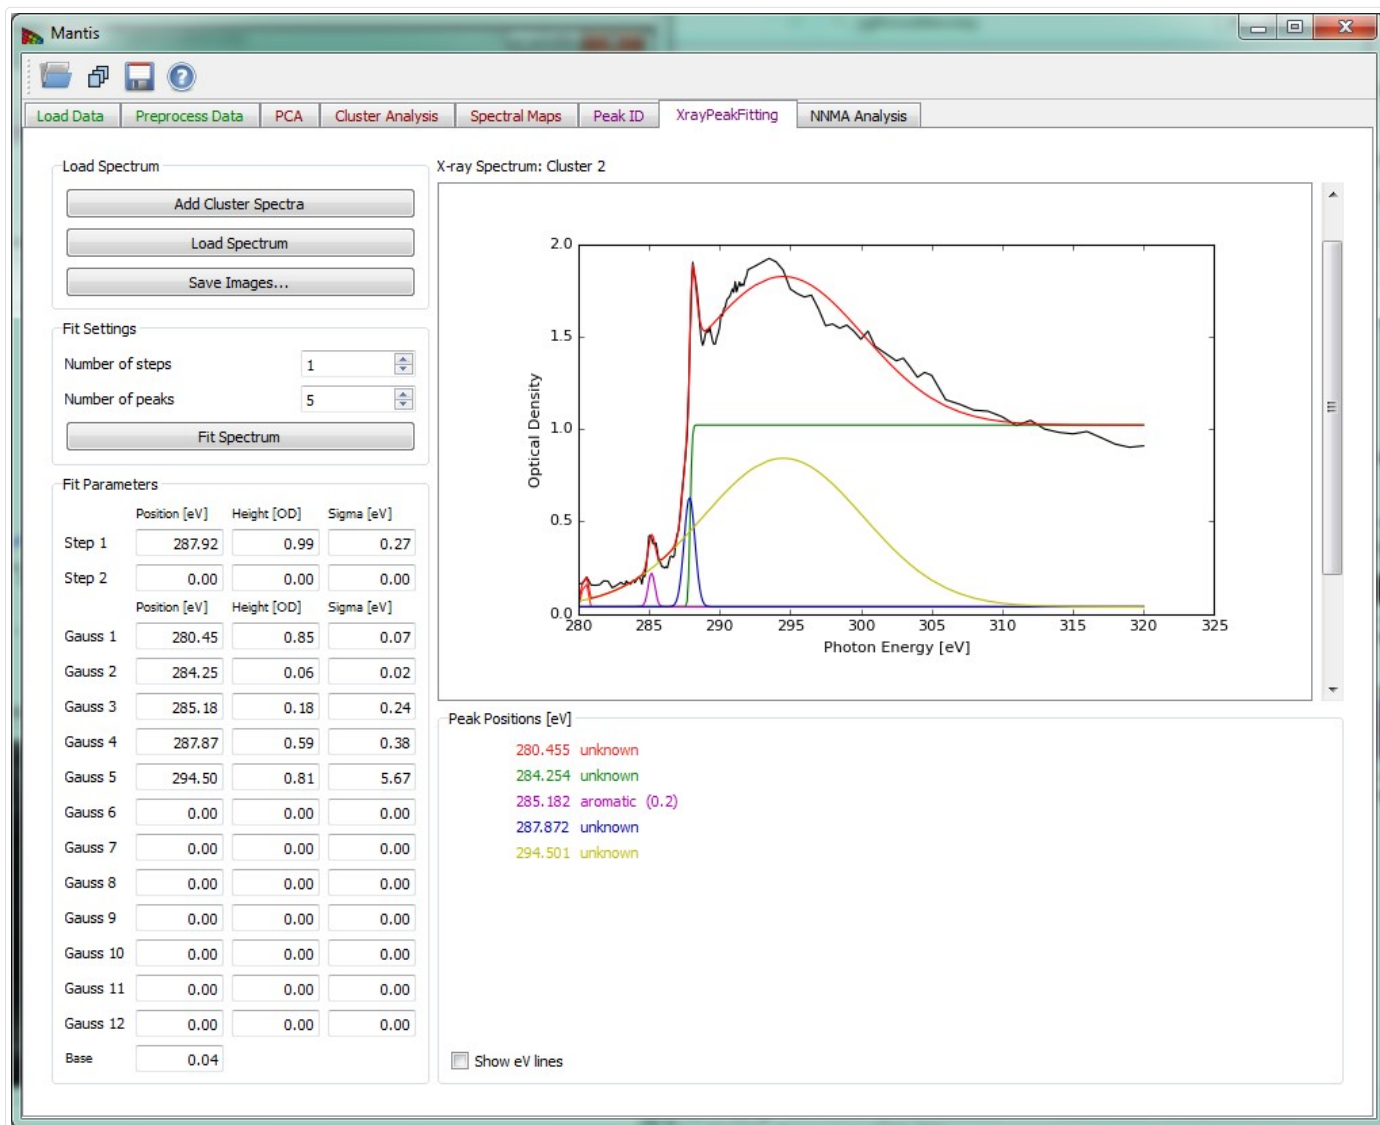 Mantis
Load Data Preprocess Data PCA Cluster Analysis Spectral Maps Peak ID XrayPeakFitting NNMA Analysis
Load Spectrum
Add Cluster Spectra
Load Spectrum
Save Images...
Fit Settings
Number of steps 1
Number of peaks 5
Fit Spectrum
Fit Parameters
Position [eV] Height [OD] Sigma [eV]
Step 1 287.92 0.99 0.27
Step 2 0.00 0.00 0.00
Position [eV] Height [OD] Sigma [eV]
Gauss 1 280.45 0.85 0.07
Gauss 2 284.25 0.06 0.02
Gauss 3 285.18 0.18 0.24
Gauss 4 287.87 0.59 0.38
Gauss 5 294.50 0.81 5.67
Gauss 6 0.00 0.00 0.00
Gauss 7 0.00 0.00 0.00
Gauss 8 0.00 0.00 0.00
Gauss 9 0.00 0.00 0.00
Gauss 10 0.00 0.00 0.00
Gauss 11 0.00 0.00 0.00
Gauss 12 0.00 0.00 0.00
Base 0.04
X-ray Spectrum: Cluster 2
2.0
1.5
1.0
0.5
0.0
Optical Density
280 285 290 295 300 305 310 315 320 325
Photon Energy [eV]
Peak Positions [eV]
280.455 unknown
284.254 unknown
285.182 aromatic (0.2)
287.872 unknown
294.501 unknown
Show eV lines